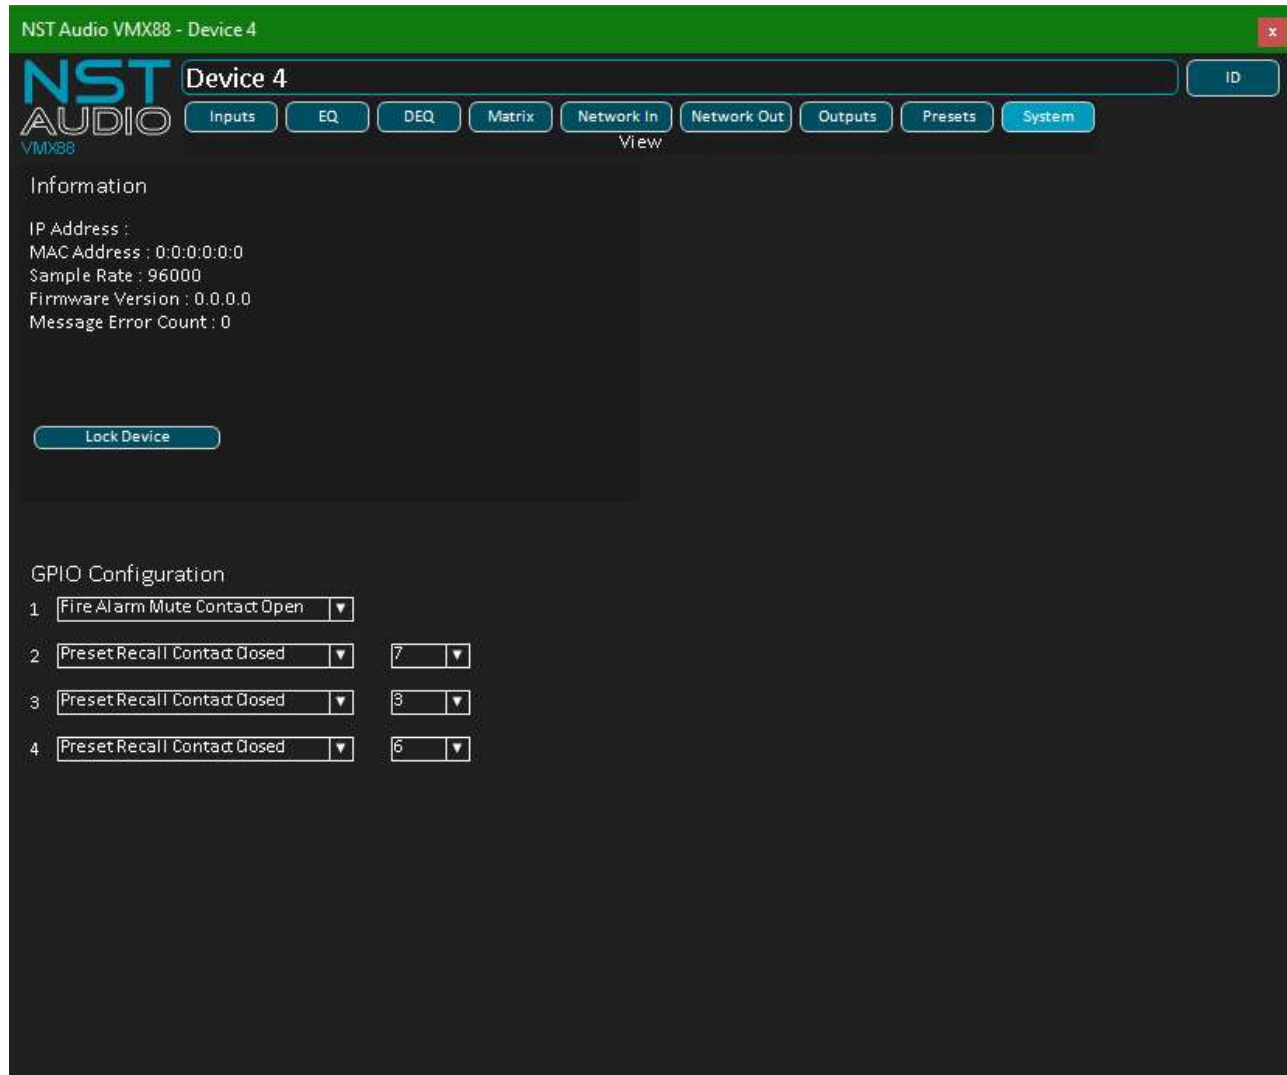 NST Audio VMX88 - Device 4
x
NST
AUDIO
VMX88
Device 4
ID
Inputs EQ DEQ Matrix Network In Network Out Outputs Presets System
View
Information
IP Address :
MAC Address : 0:0:0:0:0:0
Sample Rate : 96000
Firmware Version : 0.0.0.0
Message Error Count : 0
Lock Device
GPIO Configuration
1 Fire Alarm Mute Contact Open ▼
2 Preset Recall Contact Closed ▼ 7 ▼
3 Preset Recall Contact Closed ▼ 3 ▼
4 Preset Recall Contact Closed ▼ 6 ▼